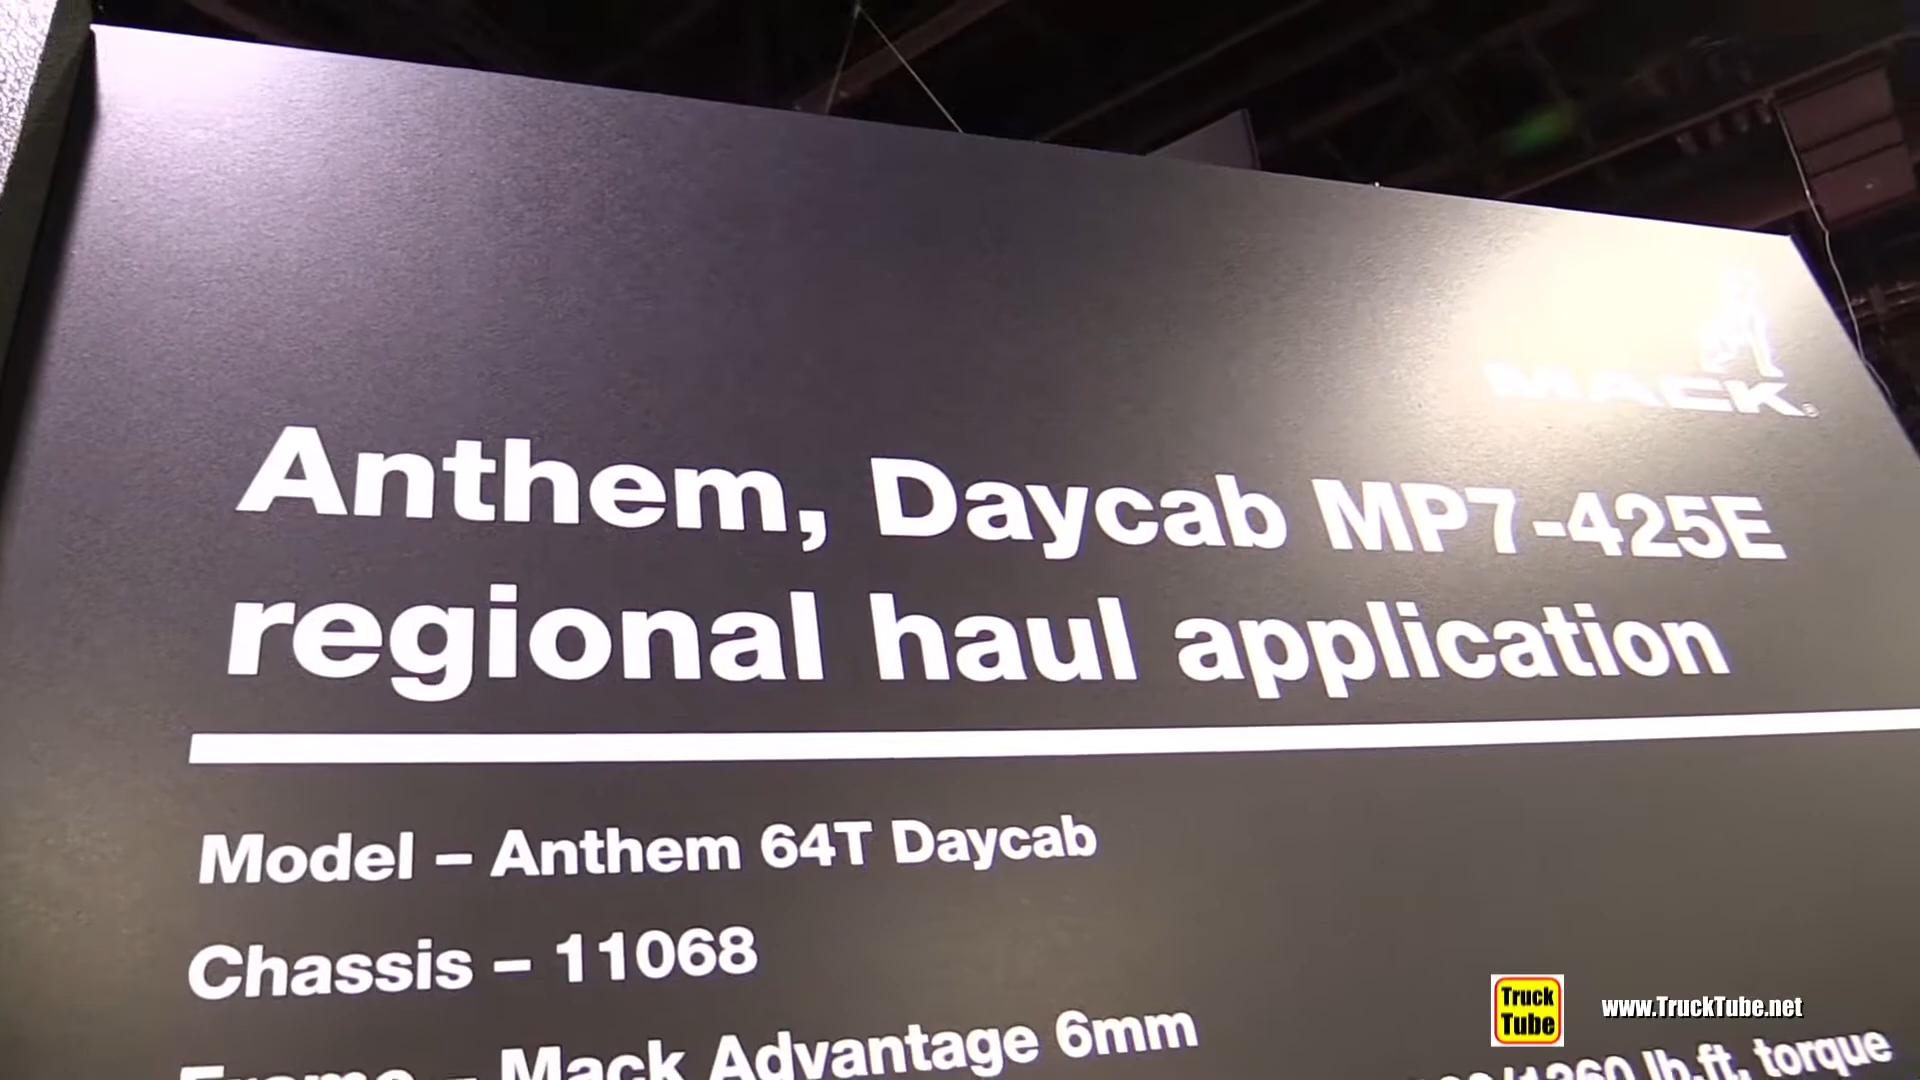 MACK
Anthem, Daycab MP7-425E
regional haul application
Model – Anthem 64T Daycab
Chassis – 11068
Frame – Mack Advantage 6mm
lb.ft. torque
Truck
Tube
www.TruckTube.net